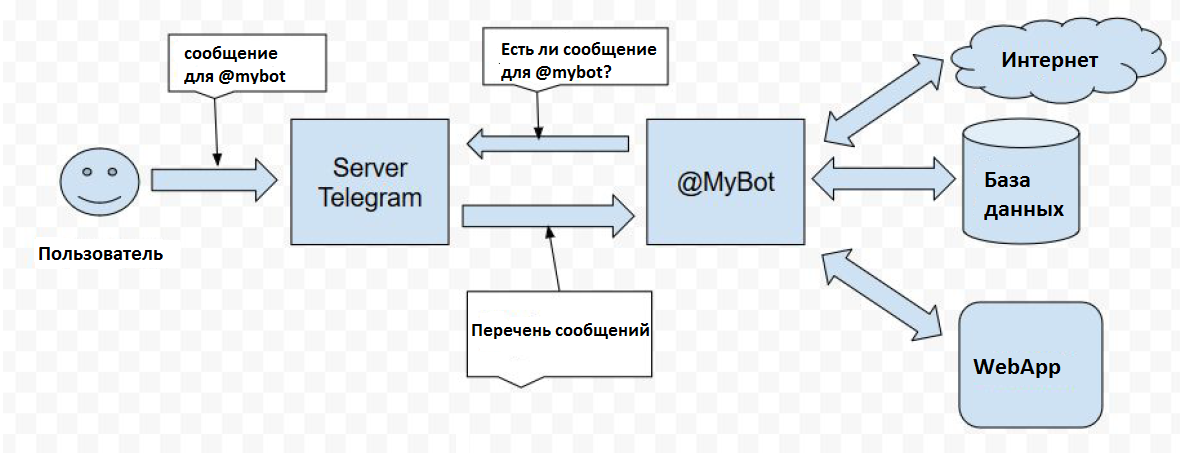 сообщение
для @mybot
Есть ли сообщение
для @mybot?
Интернет
Server
Telegram
@MyBot
База
данных
Пользователь
Перечень сообщений
WebApp